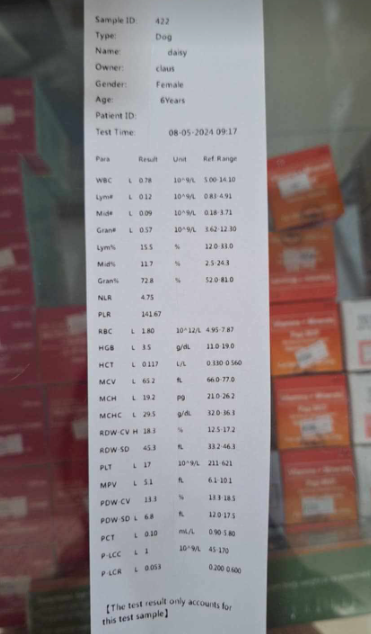 Sample ID: 422
Type: Dog
Name: daisy
Owner: claus
Gender: Female
Age: 6Years
Patient ID:
Test Time: 08-05-2024 09:17
Para Result Unit Ref Range
WBC L 0.78 10^9/L 5.00-14.10
Lym# L 0.12 10^9/L 0.83-4.91
Mid# L 0.09 10^9/L 0.18-3.71
Gran# L 0.57 10^9/L 3.62-12.30
Lym% 15.5 % 12.0-33.0
Mid% 11.7 % 2.5-24.3
Gran% 72.8 % 52.0-81.0
NLR 4.75
PLR 141.67
RBC L 1.80 10^12/L 4.95-7.87
HGB L 3.5 g/dL 11.0-19.0
HCT L 0.117 L/L 0.330-0.560
MCV L 65.2 fL 66.0-77.0
MCH L 19.2 pg 21.0-26.2
MCHC L 29.5 g/dL 32.0-36.3
RDW-CV H 18.3 % 12.5-17.2
RDW-SD 45.3 fL 33.2-46.3
PLT L 17 10^9/L 211-621
MPV L 5.1 fL 6.1-10.1
PDW-CV 13.3 % 13.3-18.5
PDW-SD L 6.8 fL 12.0-17.5
PCT L 0.10 mL/L 0.90-5.80
P-LCC L 1 10^9/L 45-170
P-LCR L 0.053 0.200-0.600
【The test result only accounts for
this test sample】